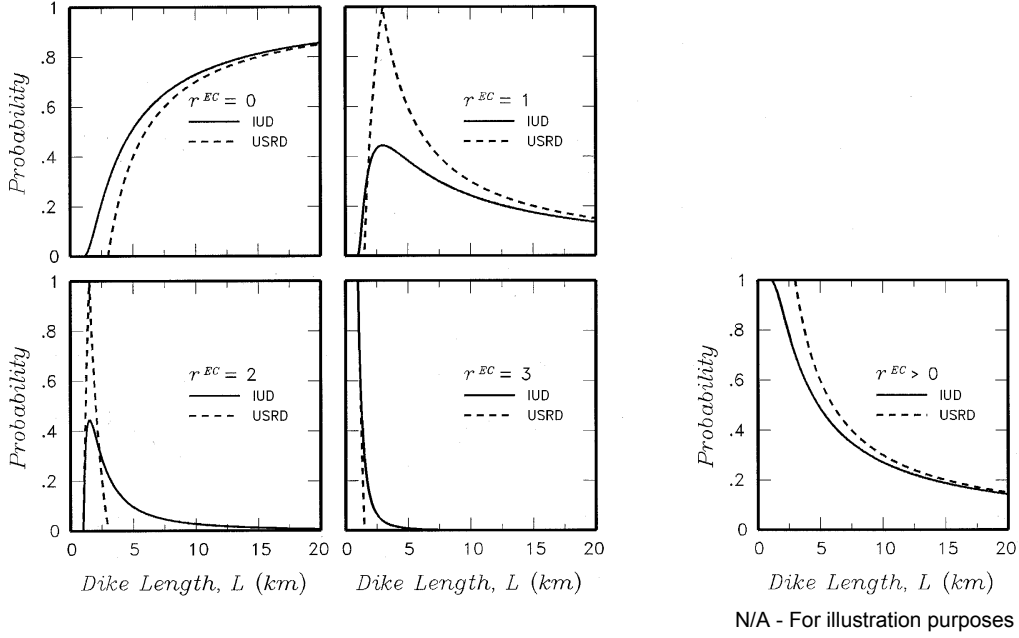 1
.8
.6
.4
.2
0
Probability
r EC = 0
IUD
USRD
r EC = 1
IUD
USRD
1
.8
.6
.4
.2
0
Probability
r EC = 2
IUD
USRD
0 5 10 15 20
Dike Length, L (km)
r EC = 3
IUD
USRD
0 5 10 15 20
Dike Length, L (km)
1
.8
.6
.4
.2
0
Probability
r EC > 0
IUD
USRD
0 5 10 15 20
Dike Length, L (km)
N/A - For illustration purposes